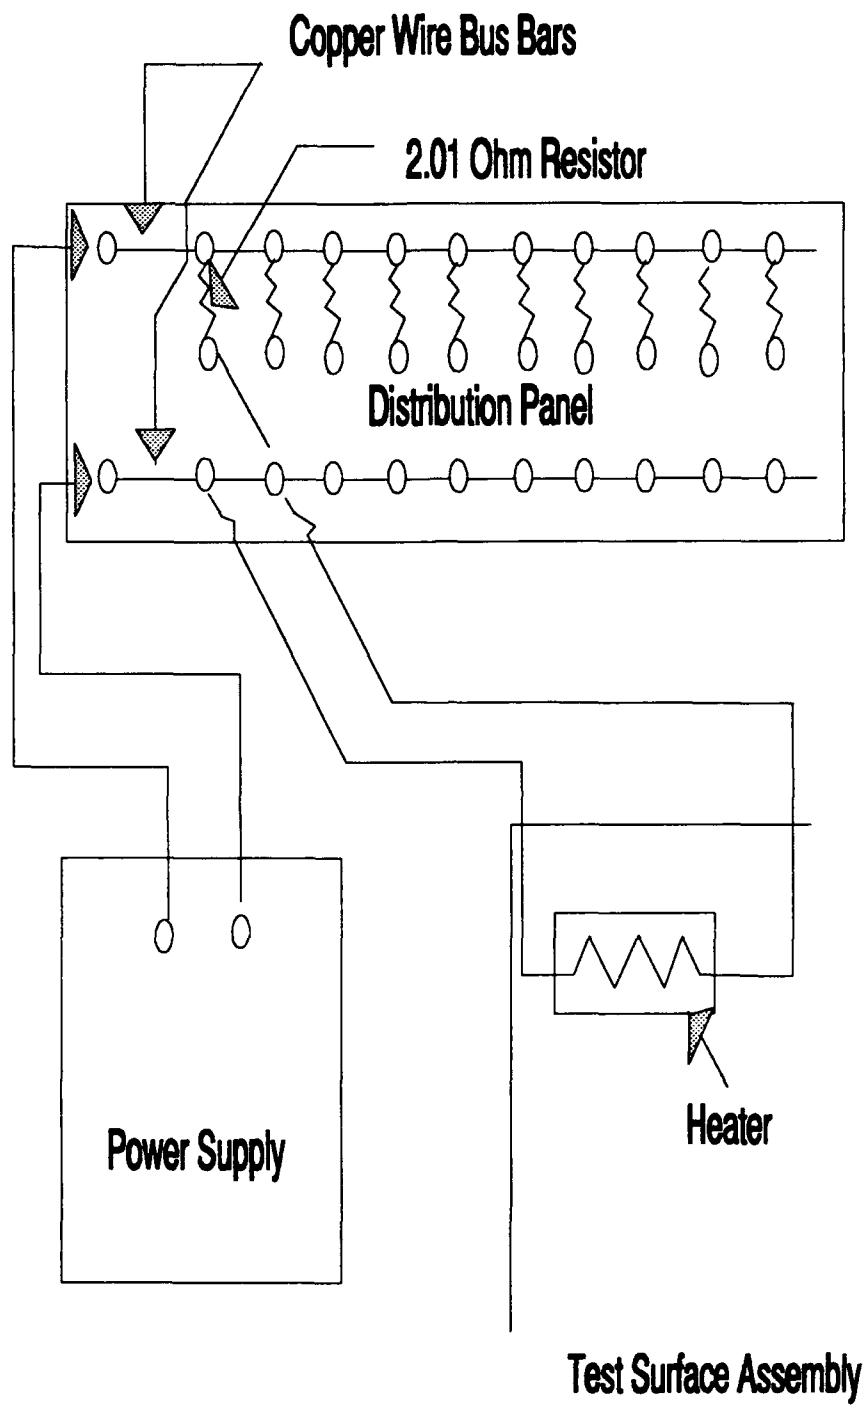 Copper Wire Bus Bars
2.01 Ohm Resistor
Distribution Panel
Power Supply
Heater
Test Surface Assembly